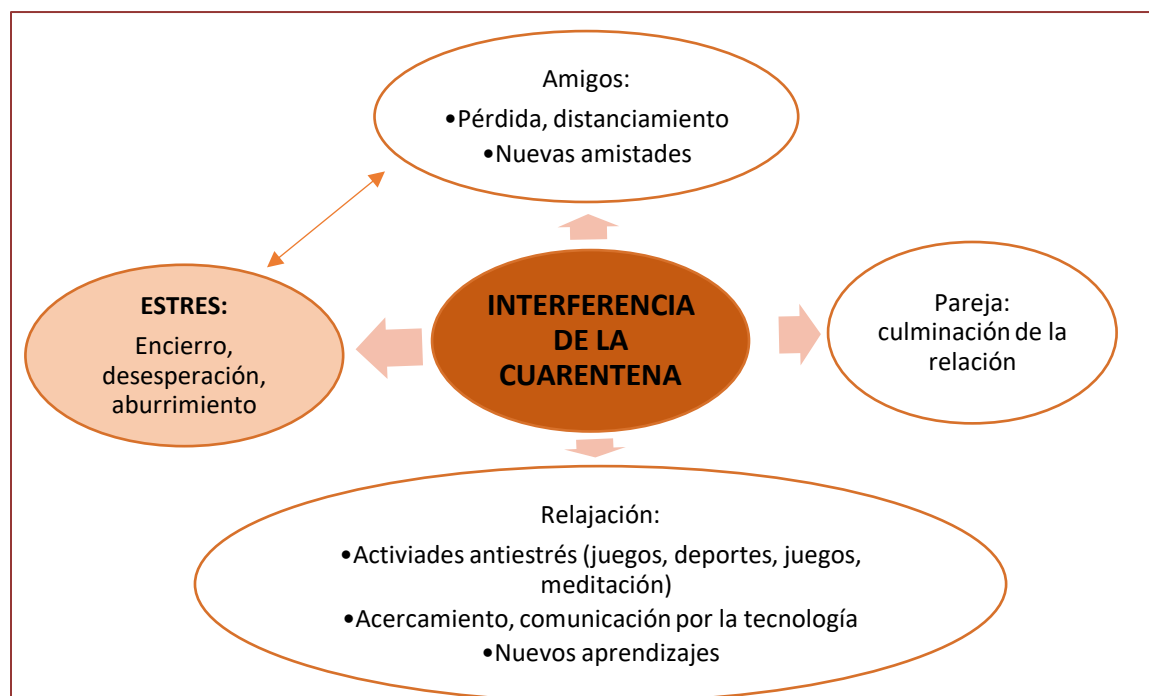 Amigos:
•Pérdida, distanciamiento
•Nuevas amistades
ESTRES:
Encierro,
desesperación,
aburrimiento
INTERFERENCIA
DE LA
CUARENTENA
Pareja:
culminación de la
relación
Relajación:
•Activiades antiestrés (juegos, deportes, juegos,
meditación)
•Acercamiento, comunicación por la tecnología
•Nuevos aprendizajes